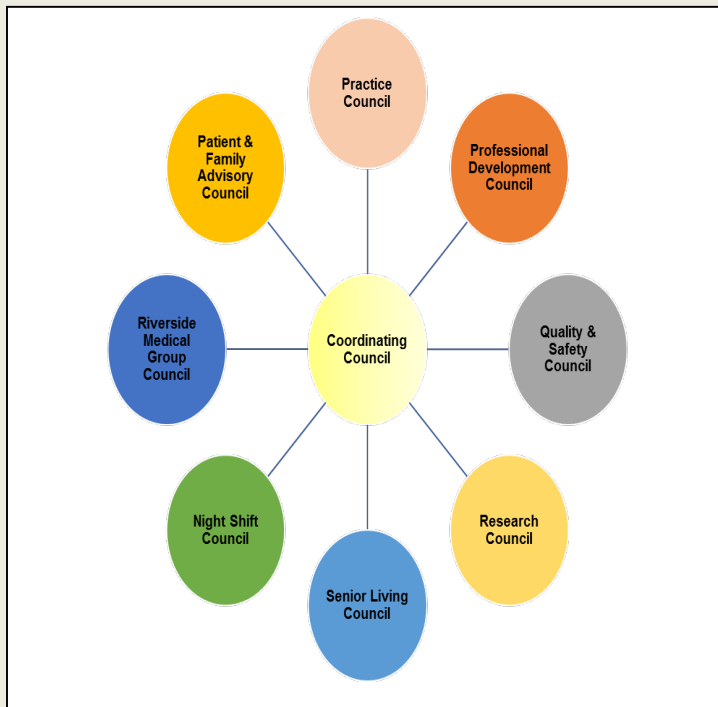 Practice
Council
Patient &
Family
Advisory
Council
Professional
Development
Council
Riverside
Medical
Group
Council
Coordinating
Council
Quality &
Safety
Council
Night Shift
Council
Research
Council
Senior Living
Council